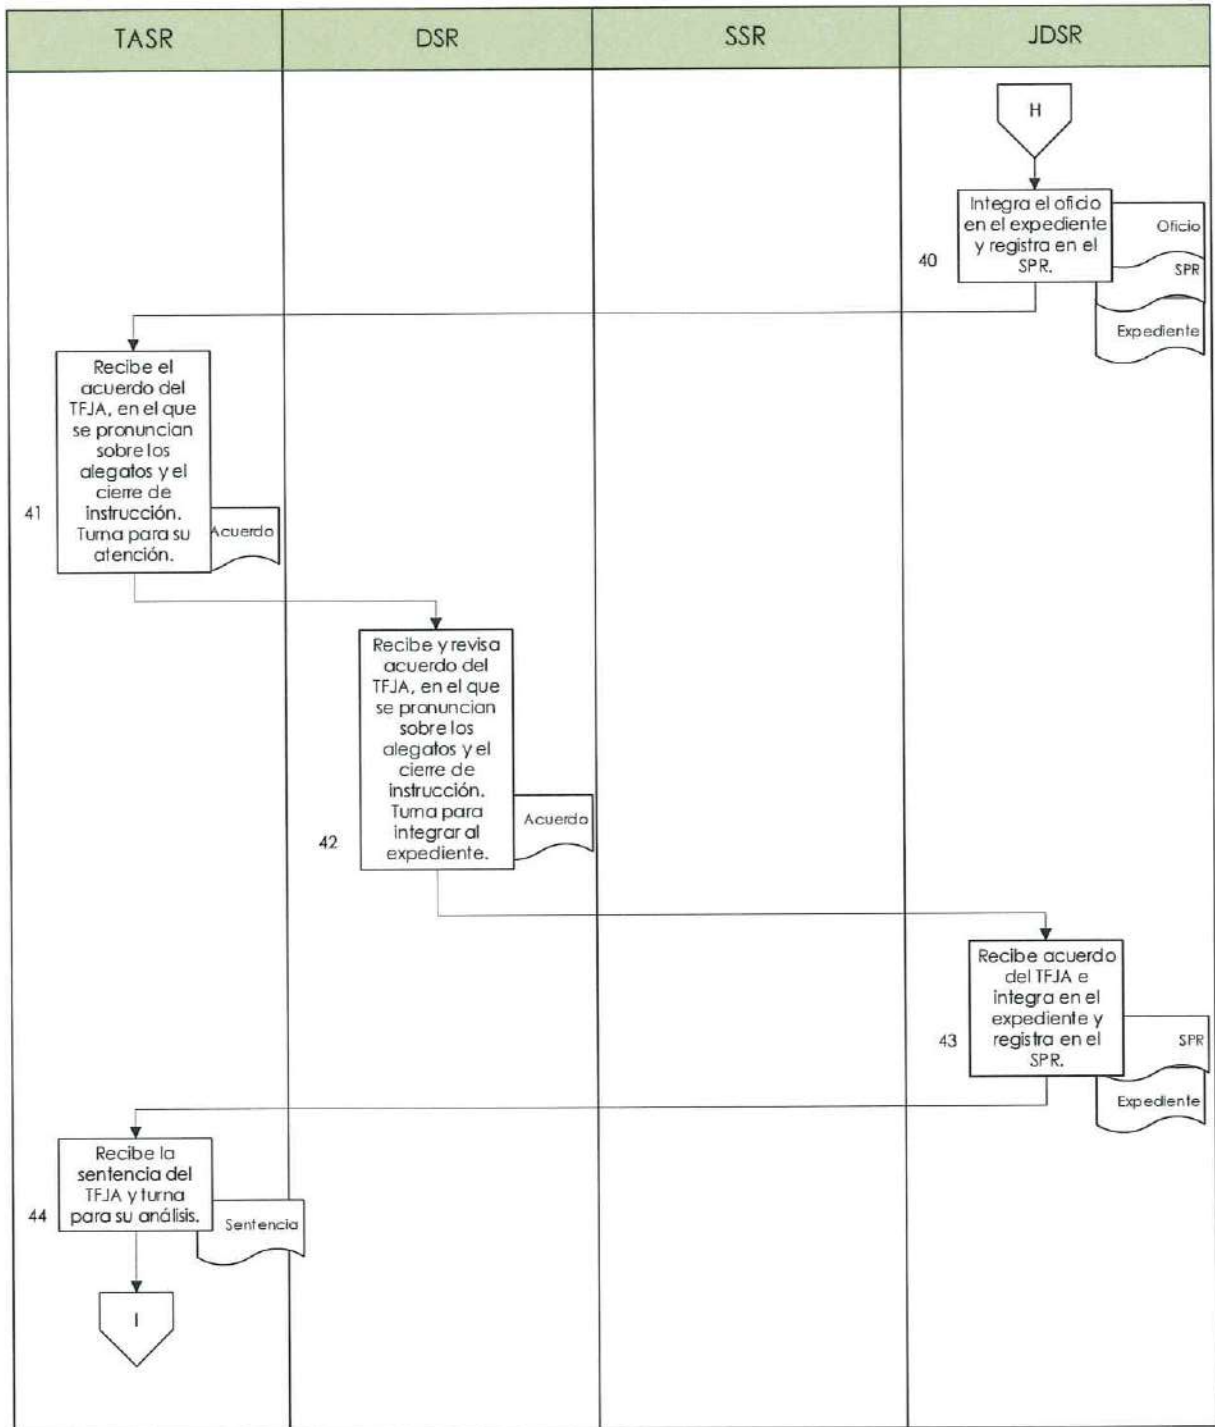 TASR
DSR
SSR
JDSR
H
Integra el oficio
en el expediente
y registra en el
SPR.
40
Oficio
SPR
Expediente
Recibe el
acuerdo del
TFJA, en el que
se pronuncian
sobre los
alegatos y el
cierre de
instrucción.
Turna para su
atención.
41
Acuerdo
Recibe y revisa
acuerdo del
TFJA, en el que
se pronuncian
sobre los
alegatos y el
cierre de
instrucción.
Turna para
integrar al
expediente.
42
Acuerdo
Recibe acuerdo
del TFJA e
integra en el
expediente y
registra en el
SPR.
43
SPR
Expediente
Recibe la
sentencia del
TFJA y turna
para su análisis.
44
Sentencia
I